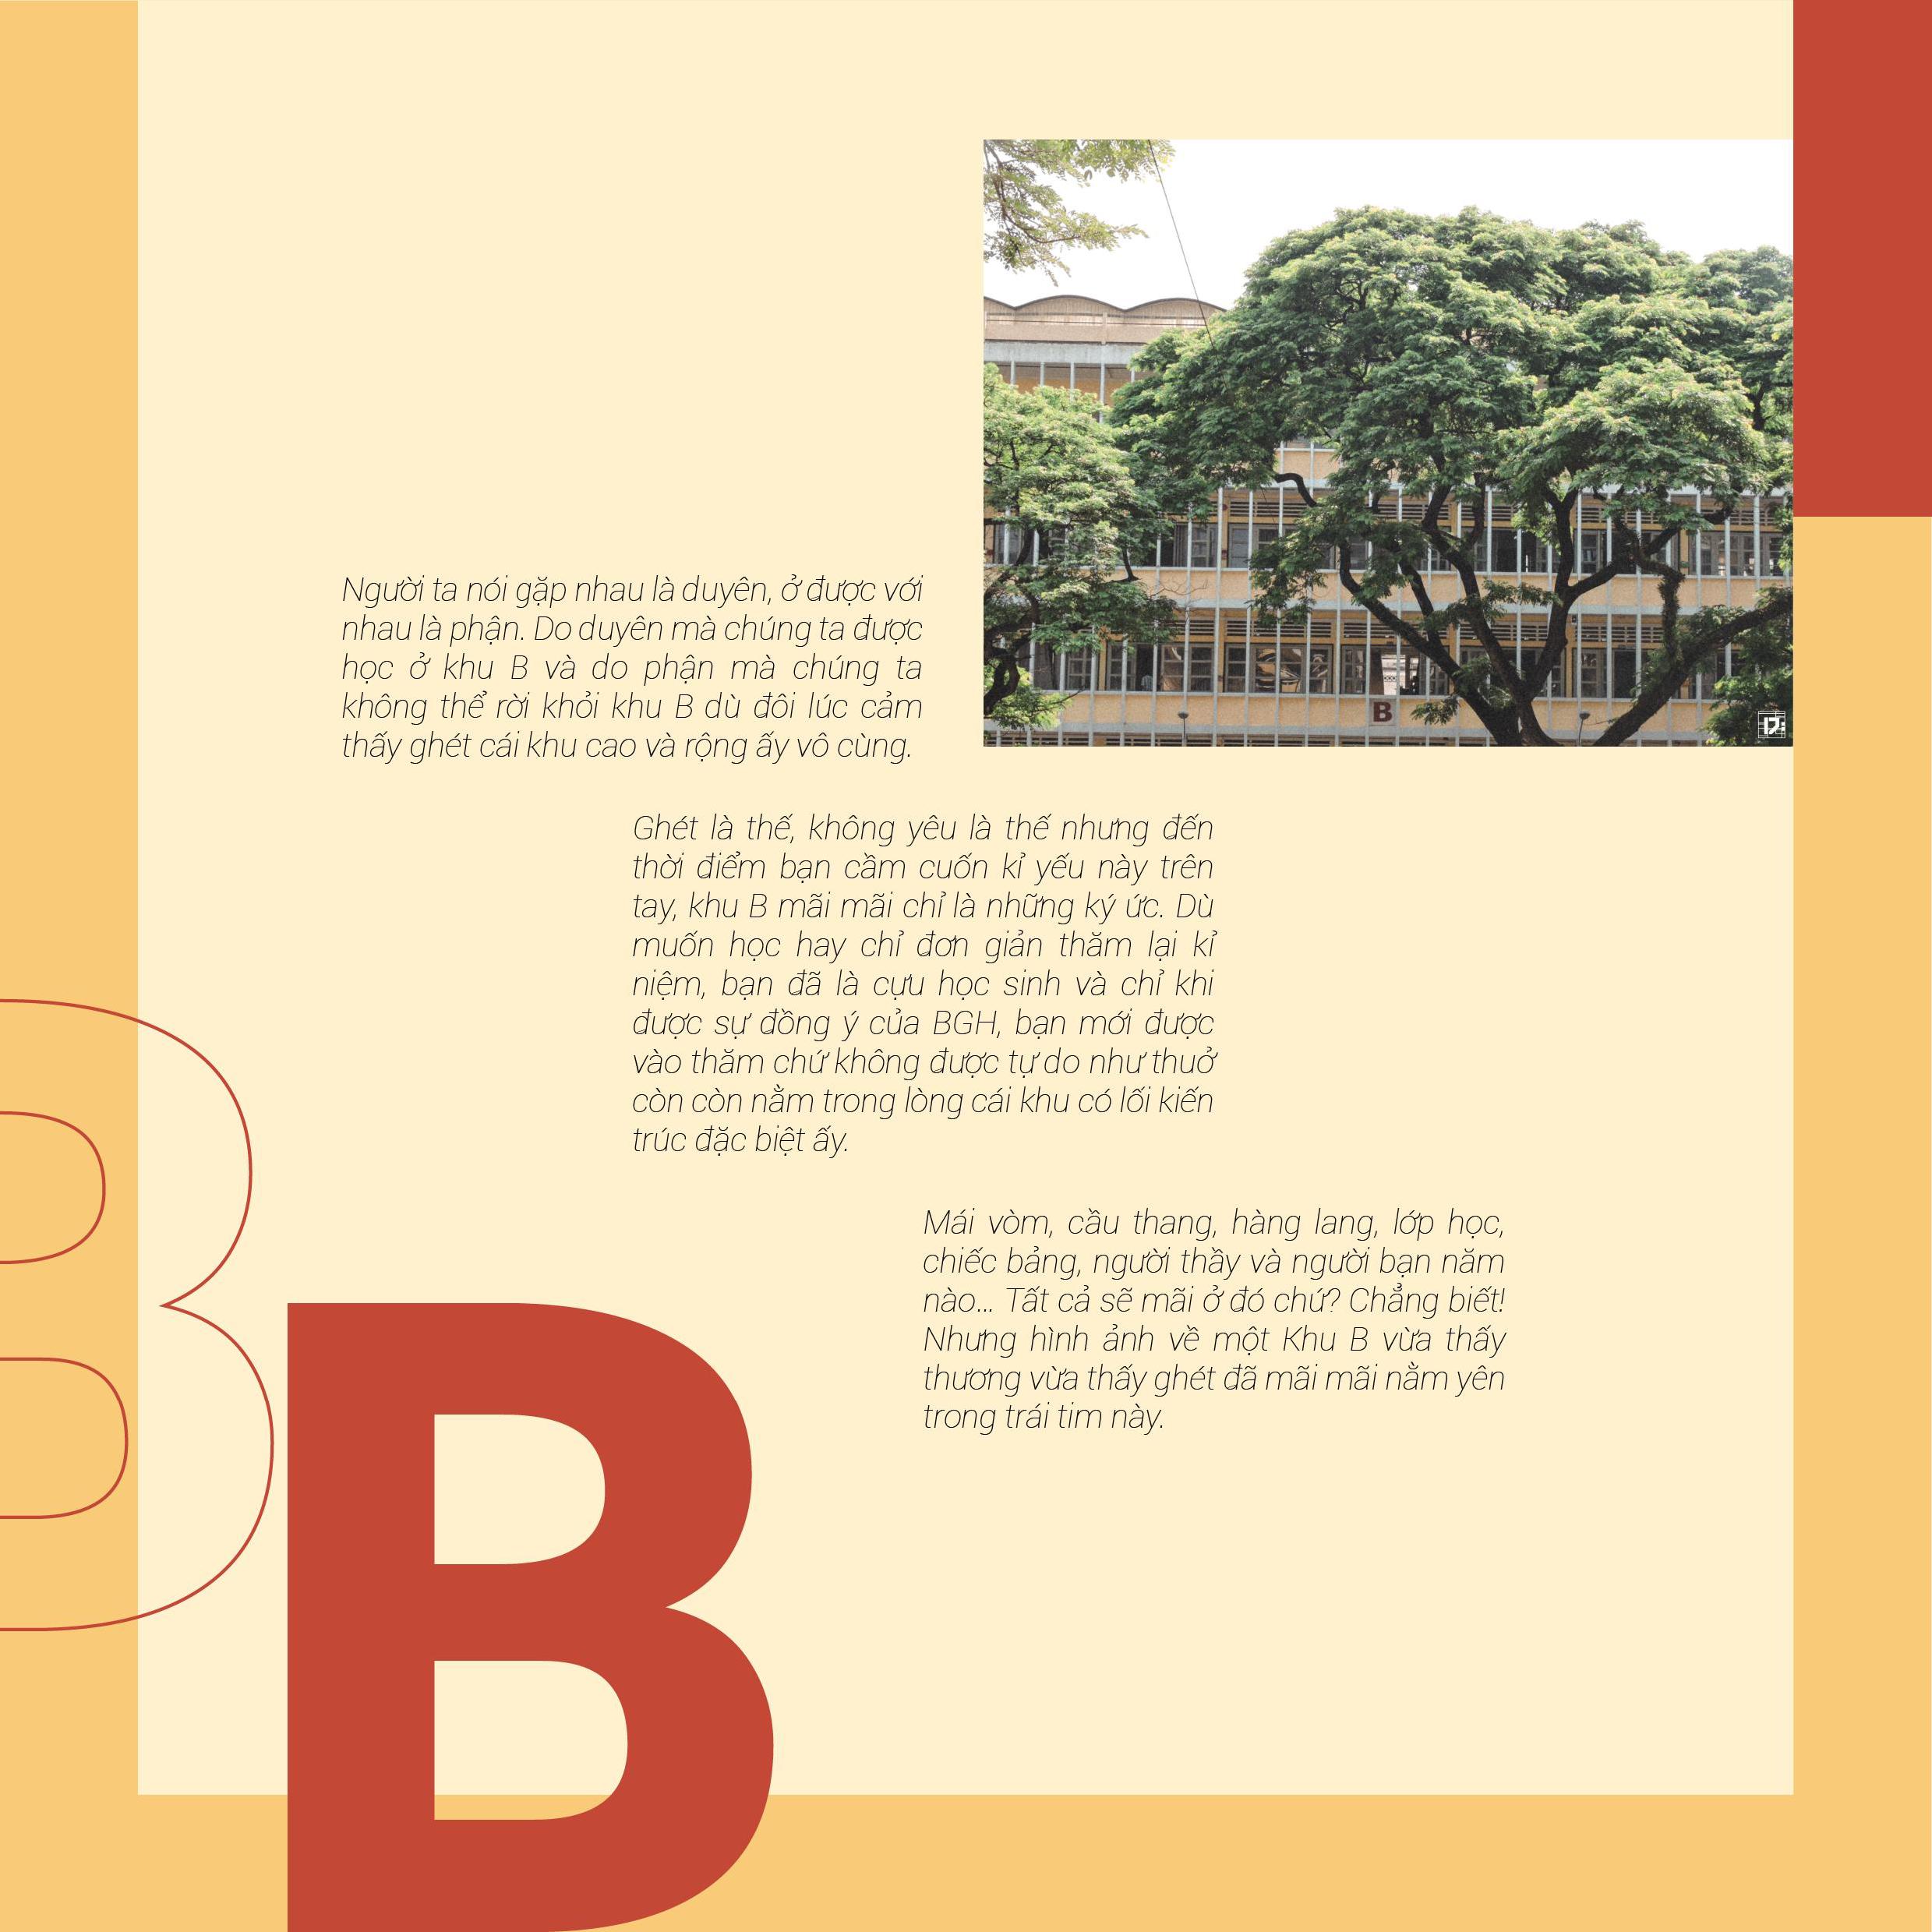 Người ta nói gặp nhau là duyên, ở được với
nhau là phận. Do duyên mà chúng ta được
học ở khu B và do phận mà chúng ta
không thể rời khỏi khu B dù đôi lúc cảm
thấy ghét cái khu cao và rộng ấy vô cùng.
B
Ghét là thế, không yêu là thế nhưng đến
thời điểm bạn cầm cuốn kỉ yếu này trên
tay, khu B mãi mãi chỉ là những ký ức. Dù
muốn học hay chỉ đơn giản thăm lại kỉ
niệm, bạn đã là cựu học sinh và chỉ khi
được sự đồng ý của BGH, bạn mới được
vào thăm chứ không được tự do như thuở
còn còn nằm trong lòng cái khu có lối kiến
trúc đặc biệt ấy.
Mái vòm, cầu thang, hàng lang, lớp học,
chiếc bảng, người thầy và người bạn năm
nào... Tất cả sẽ mãi ở đó chứ? Chẳng biết!
Nhưng hình ảnh về một Khu B vừa thấy
thương vừa thấy ghét đã mãi mãi nằm yên
trong trái tim này.
B
B